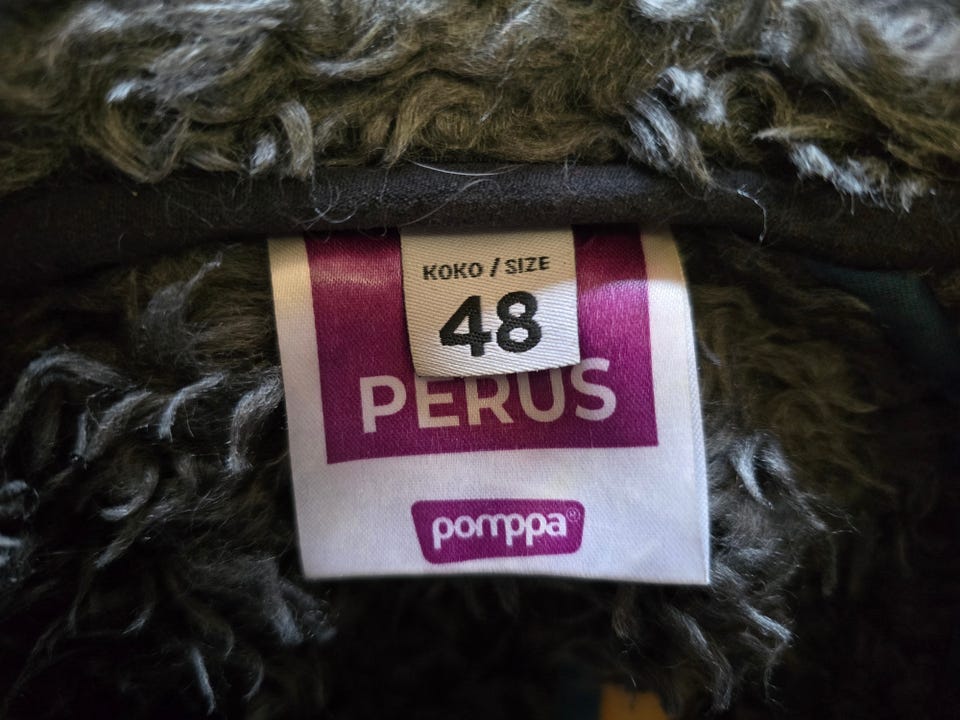 KOKO / SIZE
48
PERUS
pomppa®